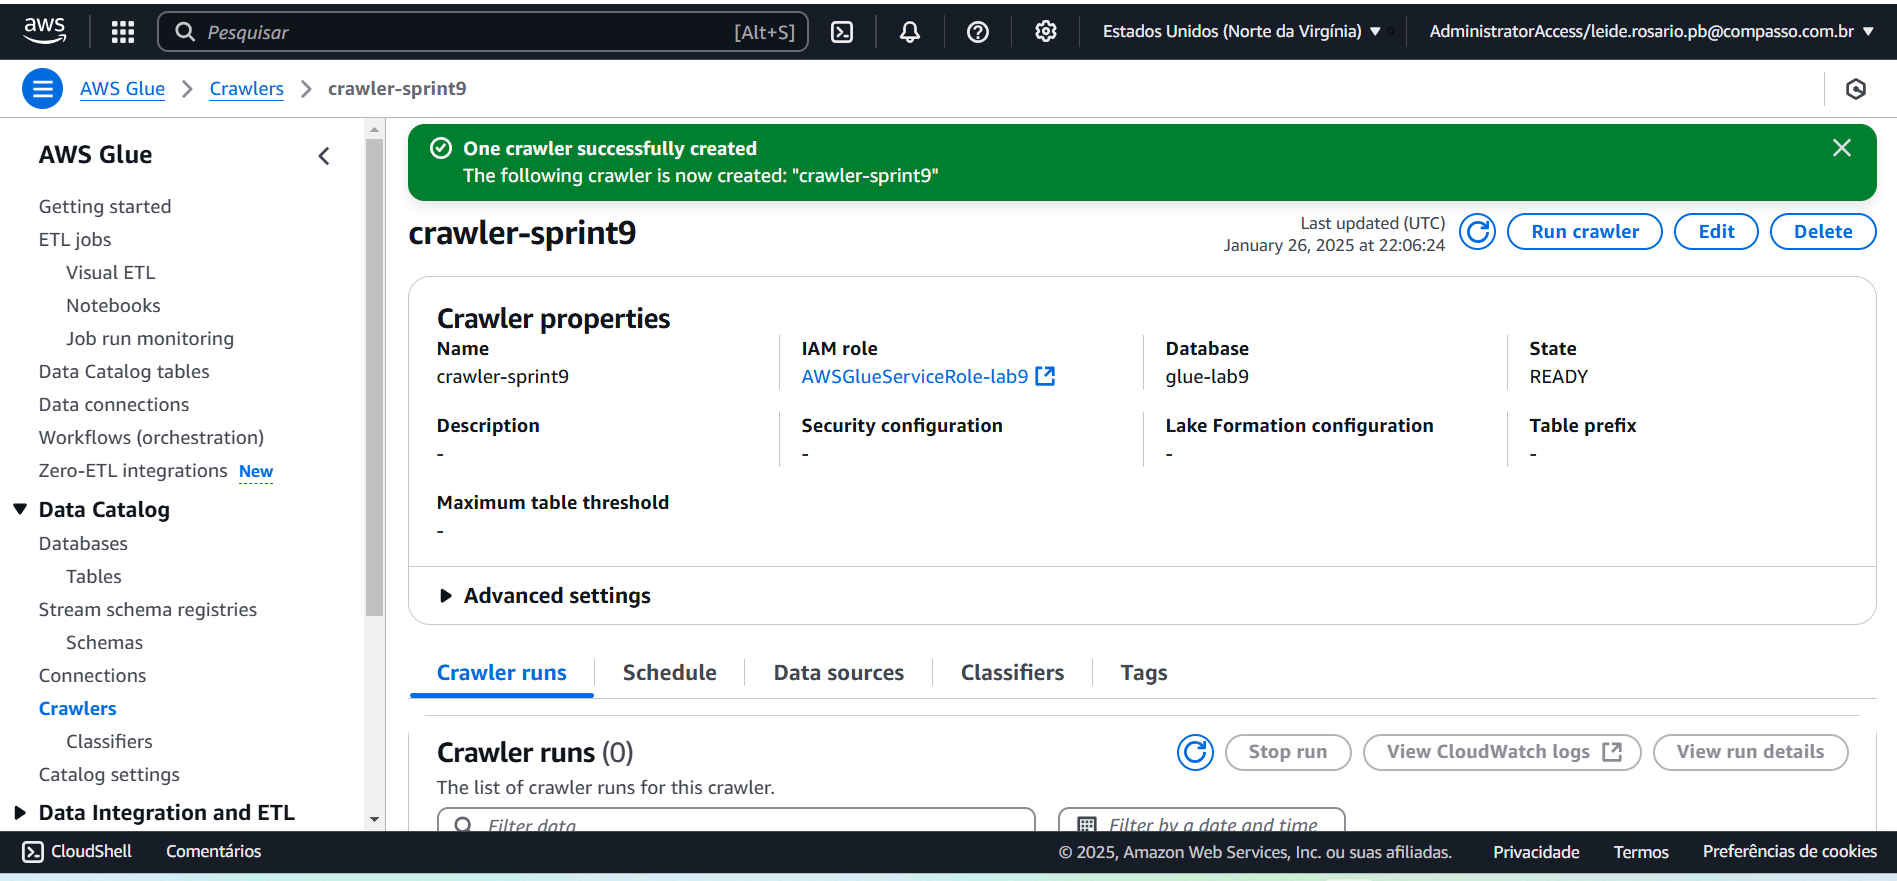 aws
Pesquisar [Alt+S]
Estados Unidos (Norte da Virgínia)
AdministratorAccess/leide.rosario.pb@compasso.com.br
AWS Glue > Crawlers > crawler-sprint9
AWS Glue
Getting started
ETL jobs
Visual ETL
Notebooks
Job run monitoring
Data Catalog tables
Data connections
Workflows (orchestration)
Zero-ETL integrations New
Data Catalog
Databases
Tables
Stream schema registries
Schemas
Connections
Crawlers
Classifiers
Catalog settings
Data Integration and ETL
One crawler successfully created
The following crawler is now created: "crawler-sprint9"
crawler-sprint9
Last updated (UTC)
January 26, 2025 at 22:06:24
Run crawler
Edit
Delete
Crawler properties
Name
crawler-sprint9
IAM role
AWSGlueServiceRole-lab9
Database
glue-lab9
State
READY
Description
-
Security configuration
-
Lake Formation configuration
-
Table prefix
-
Maximum table threshold
-
Advanced settings
Crawler runs
Schedule
Data sources
Classifiers
Tags
Crawler runs (0)
The list of crawler runs for this crawler.
Stop run
View CloudWatch logs
View run details
Filter data
Filter by a date and time
CloudShell
Comentários
© 2025, Amazon Web Services, Inc. ou suas afiliadas.
Privacidade
Termos
Preferências de cookies